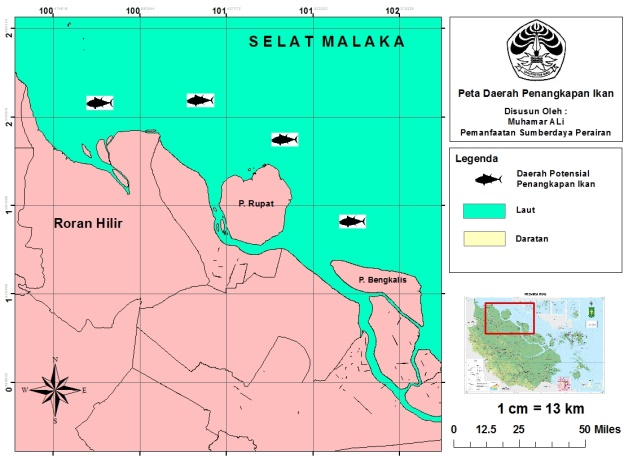 100 100 101 101 102
SELAT MALAKA
2
2
1
1
0
Roran Hilir
P. Rupat
P. Bengkalis
N
W E
S
Peta Daerah Penangkapan Ikan
Disusun Oleh :
Muhamar ALi
Pemanfaatan Sumberdaya Perairan
Legenda
Daerah Potensial
Penangkapan Ikan
Laut
Daratan
1 cm = 13 km
0 12.5 25 50 Miles